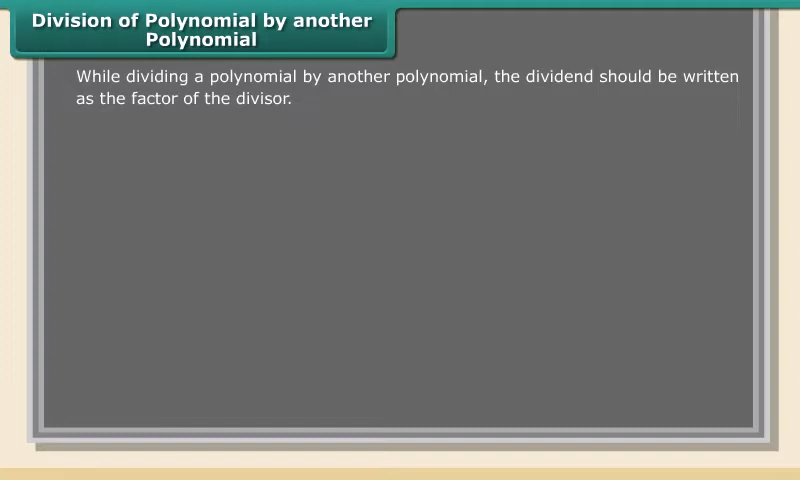 Division of Polynomial by another
Polynomial
While dividing a polynomial by another polynomial, the dividend should be written
as the factor of the divisor.